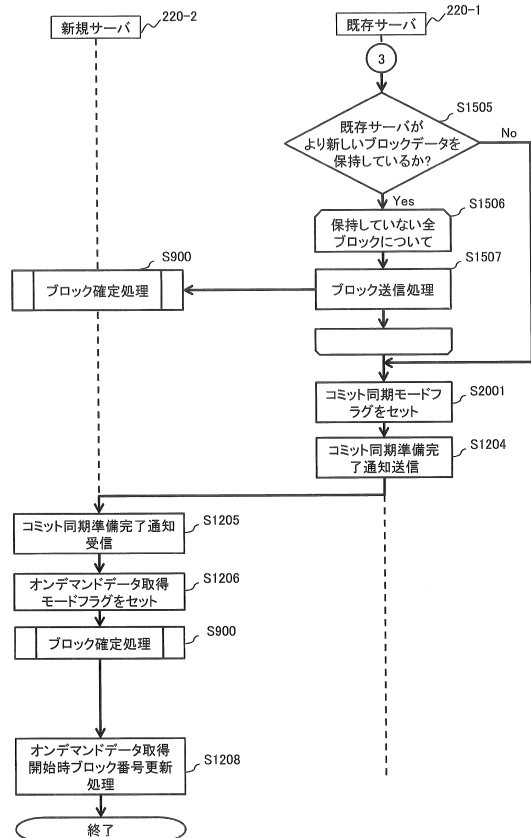 新規サーバ
220-2
既存サーバ
220-1
3
S1505
既存サーバが
より新しいブロックデータを
保持しているか?
No
Yes
S1506
保持していない全
ブロックについて
S900
ブロック確定処理
S1507
ブロック送信処理
S2001
コミット同期モードフ
ラグをセット
S1204
コミット同期準備完
了通知送信
S1205
コミット同期準備完了通知
受信
S1206
オンデマンドデータ取得
モードフラグをセット
S900
ブロック確定処理
オンデマンドデータ取得
開始時ブロック番号更新
処理
S1208
終了